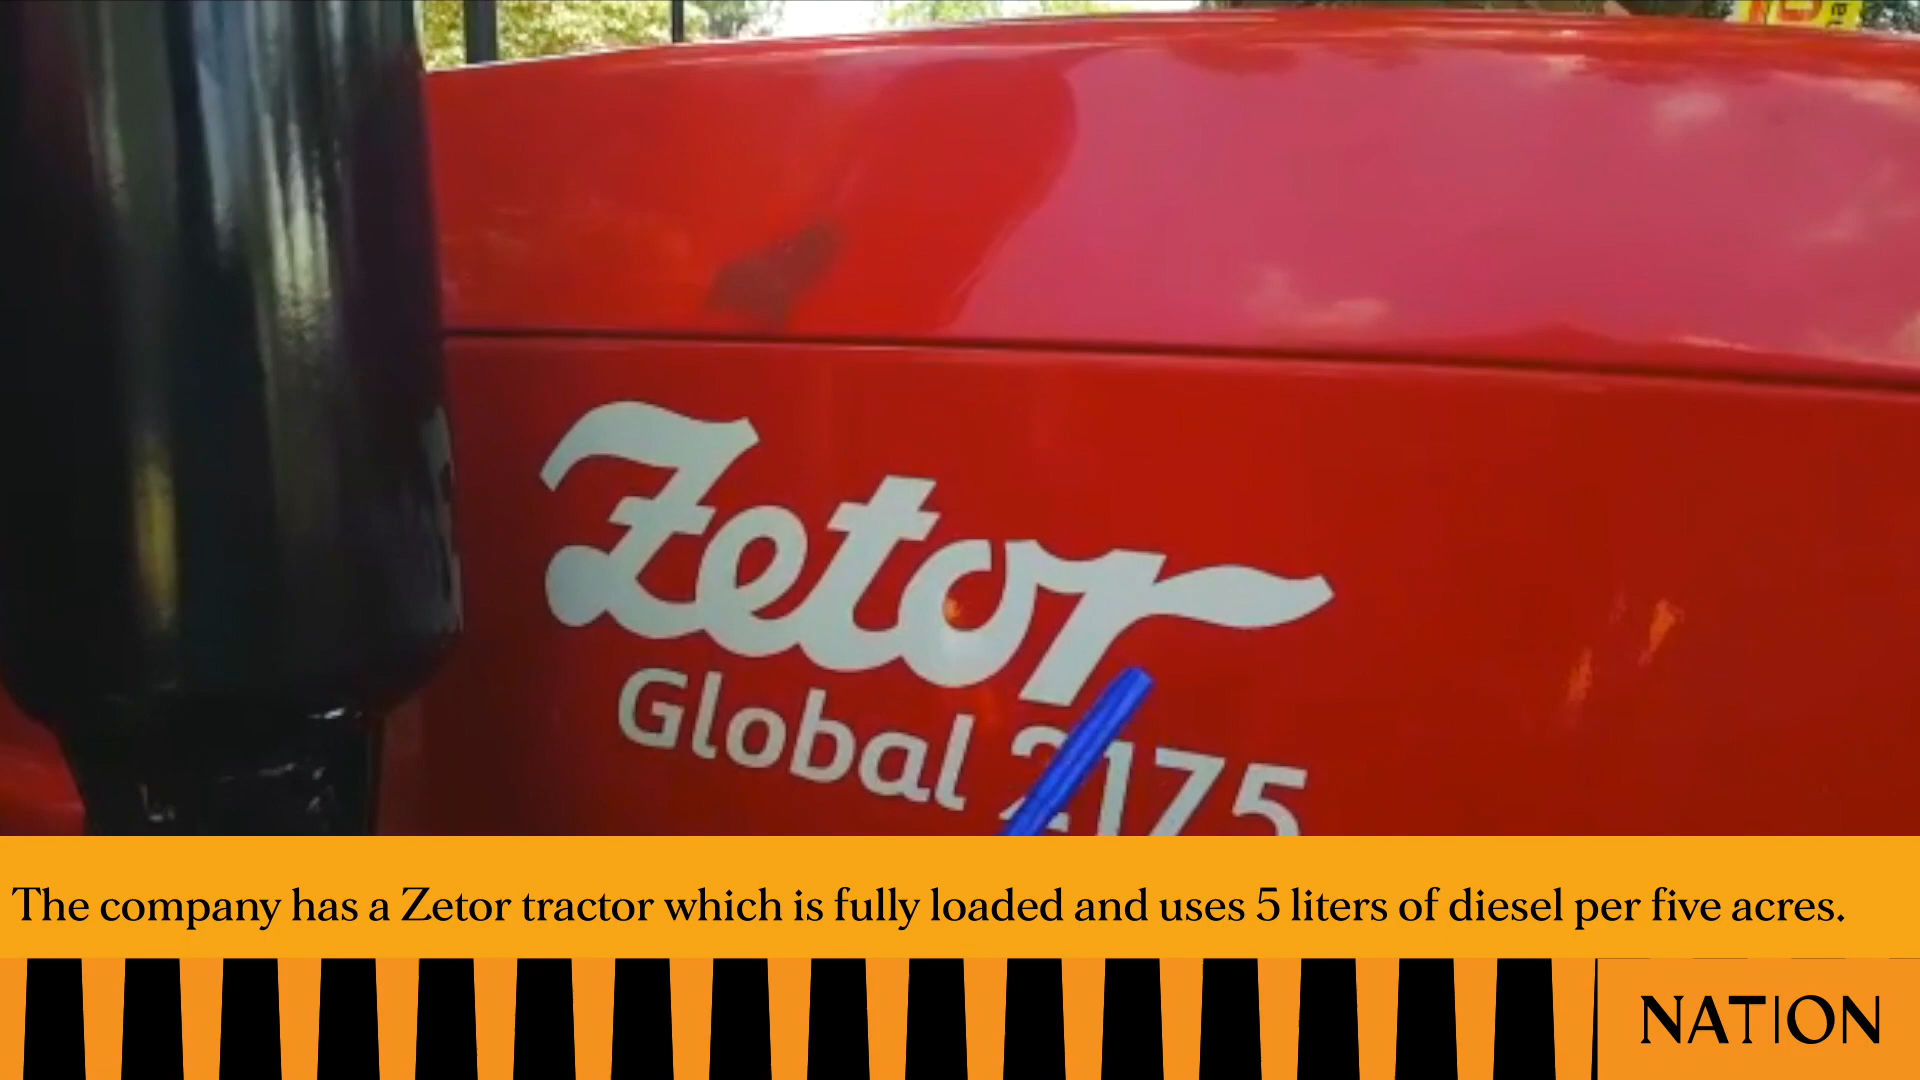 Zetor
Global 2175
The company has a Zetor tractor which is fully loaded and uses 5 liters of diesel per five acres.
NATION